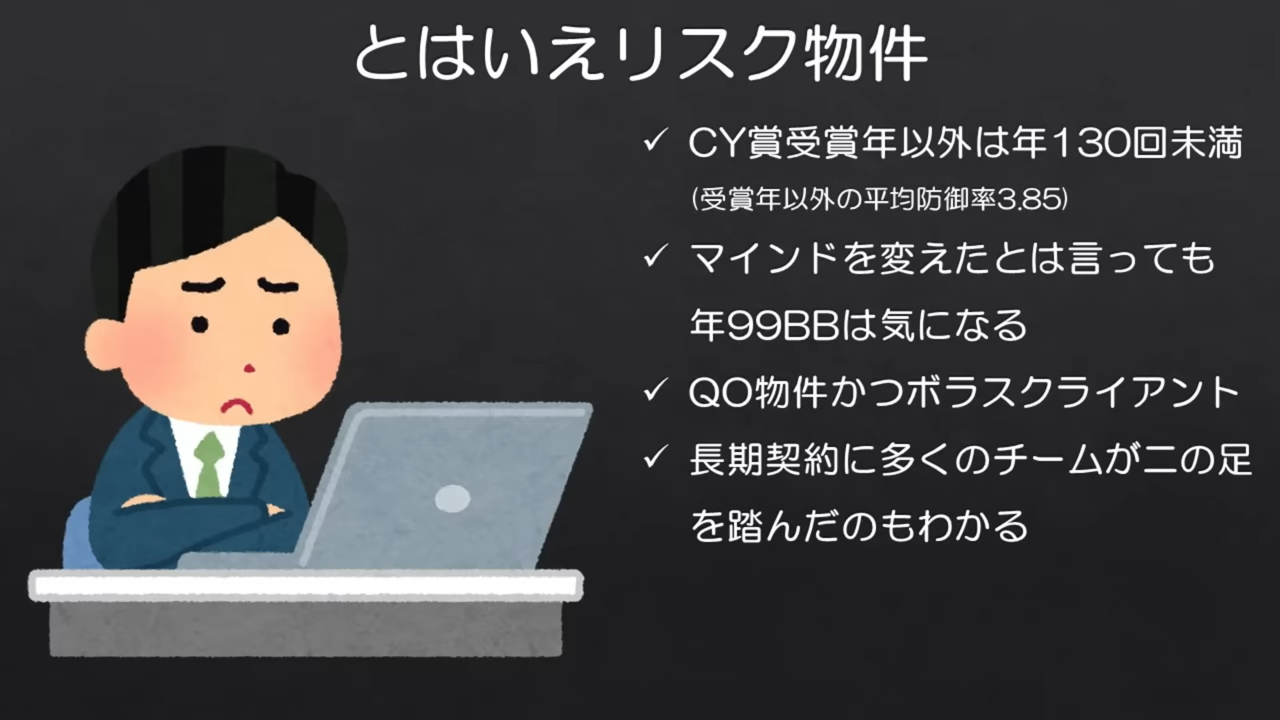 とはいえリスク物件
✓ CY賞受賞年以外は年130回未満
(受賞年以外の平均防御率3.85)
✓ マインドを変えたとは言っても
年99BBは気になる
✓ QO物件かつボラスクライアント
✓ 長期契約に多くのチームが二の足
を踏んだのもわかる